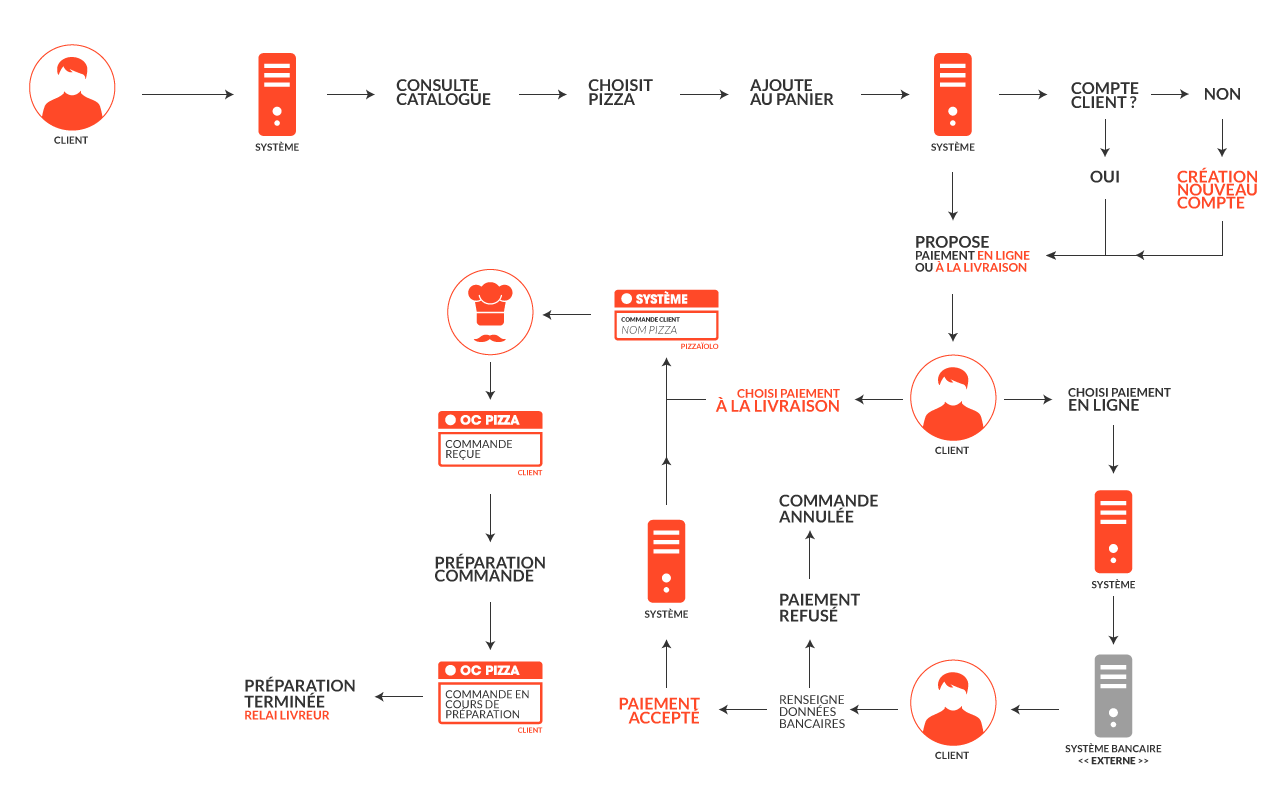 CLIENT
SYSTÈME
CONSULTE
CATALOGUE
CHOISIT
PIZZA
AJOUTE
AU PANIER
SYSTÈME
COMPTE
CLIENT ?
NON
OUI
CRÉATION
NOUVEAU
COMPTE
PROPOSE
PAIEMENT EN LIGNE
OU À LA LIVRAISON
SYSTÈME
COMMANDE CLIENT
NOM PIZZA
PIZZAÏOLO
CHOISI PAIEMENT
À LA LIVRAISON
CLIENT
CHOISI PAIEMENT
EN LIGNE
OC PIZZA
COMMANDE
REÇUE
CLIENT
COMMANDE
ANNULÉE
SYSTÈME
PRÉPARATION
COMMANDE
SYSTÈME
PAIEMENT
REFUSÉ
OC PIZZA
COMMANDE EN
COURS DE
PRÉPARATION
CLIENT
PRÉPARATION
TERMINÉE
RELAI LIVREUR
PAIEMENT
ACCEPTÉ
RENSEIGNE
DONNÉES
BANCAIRES
CLIENT
SYSTÈME BANCAIRE
<< EXTERNE >>